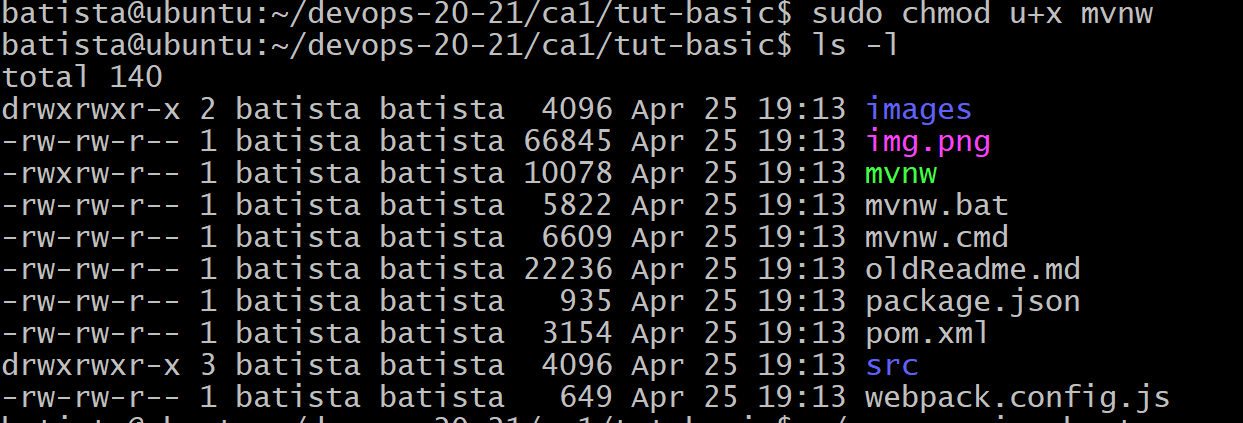 batista@ubuntu:~/devops-20-21/ca1/tut-basic$ sudo chmod u+x mvnw
batista@ubuntu:~/devops-20-21/ca1/tut-basic$ ls -l
total 140
drwxrwxr-x 2 batista batista  4096 Apr 25 19:13 images
-rw-rw-r-- 1 batista batista 66845 Apr 25 19:13 img.png
-rwxrw-r-- 1 batista batista 10078 Apr 25 19:13 mvnw
-rw-rw-r-- 1 batista batista  5822 Apr 25 19:13 mvnw.bat
-rw-rw-r-- 1 batista batista  6609 Apr 25 19:13 mvnw.cmd
-rw-rw-r-- 1 batista batista 22236 Apr 25 19:13 oldReadme.md
-rw-rw-r-- 1 batista batista   935 Apr 25 19:13 package.json
-rw-rw-r-- 1 batista batista  3154 Apr 25 19:13 pom.xml
drwxrwxr-x 3 batista batista  4096 Apr 25 19:13 src
-rw-rw-r-- 1 batista batista   649 Apr 25 19:13 webpack.config.js